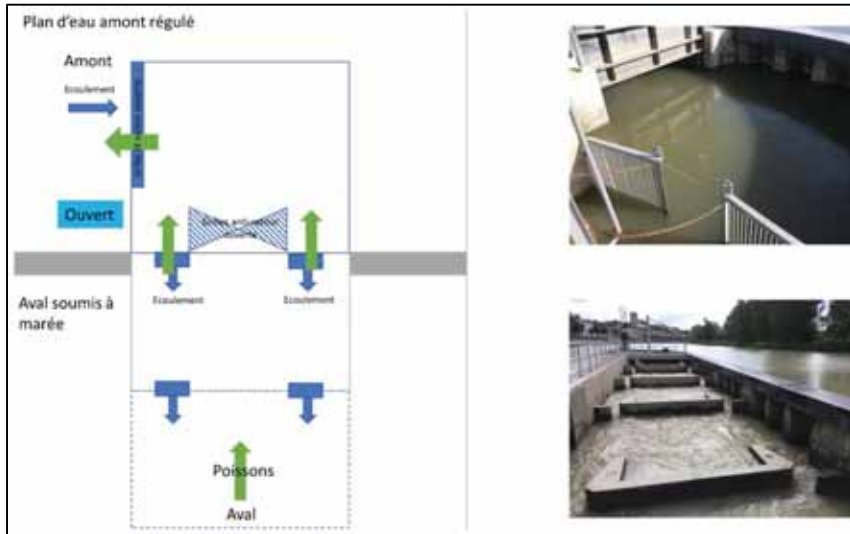 Plan d'eau amont régulé
Amont
Ecoulement
Ouvert
Ecoulement
Ecoulement
Aval soumis à
marée
Poissons
Aval